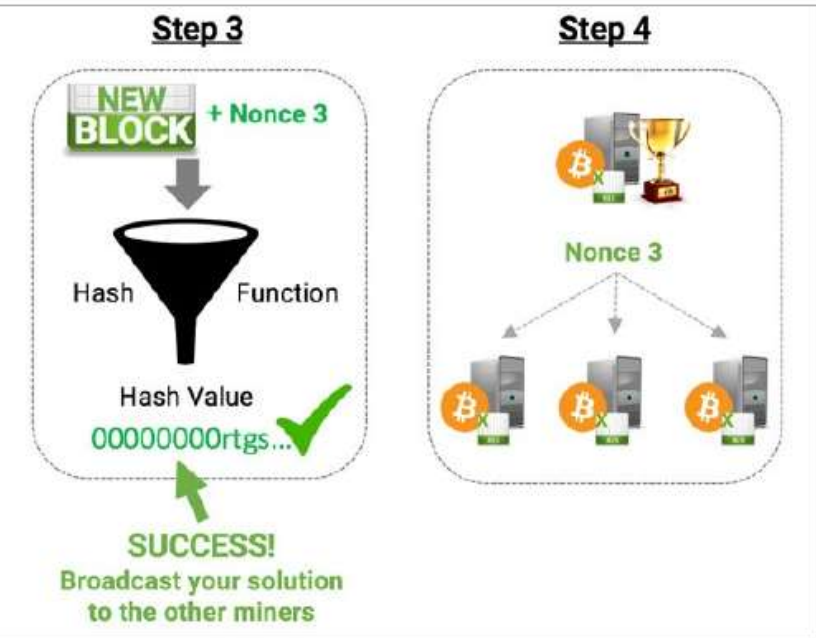 Step 3
NEW
BLOCK
+ Nonce 3
Hash Function
Hash Value
00000000rtgs...
SUCCESS!
Broadcast your solution
to the other miners
Step 4
Nonce 3